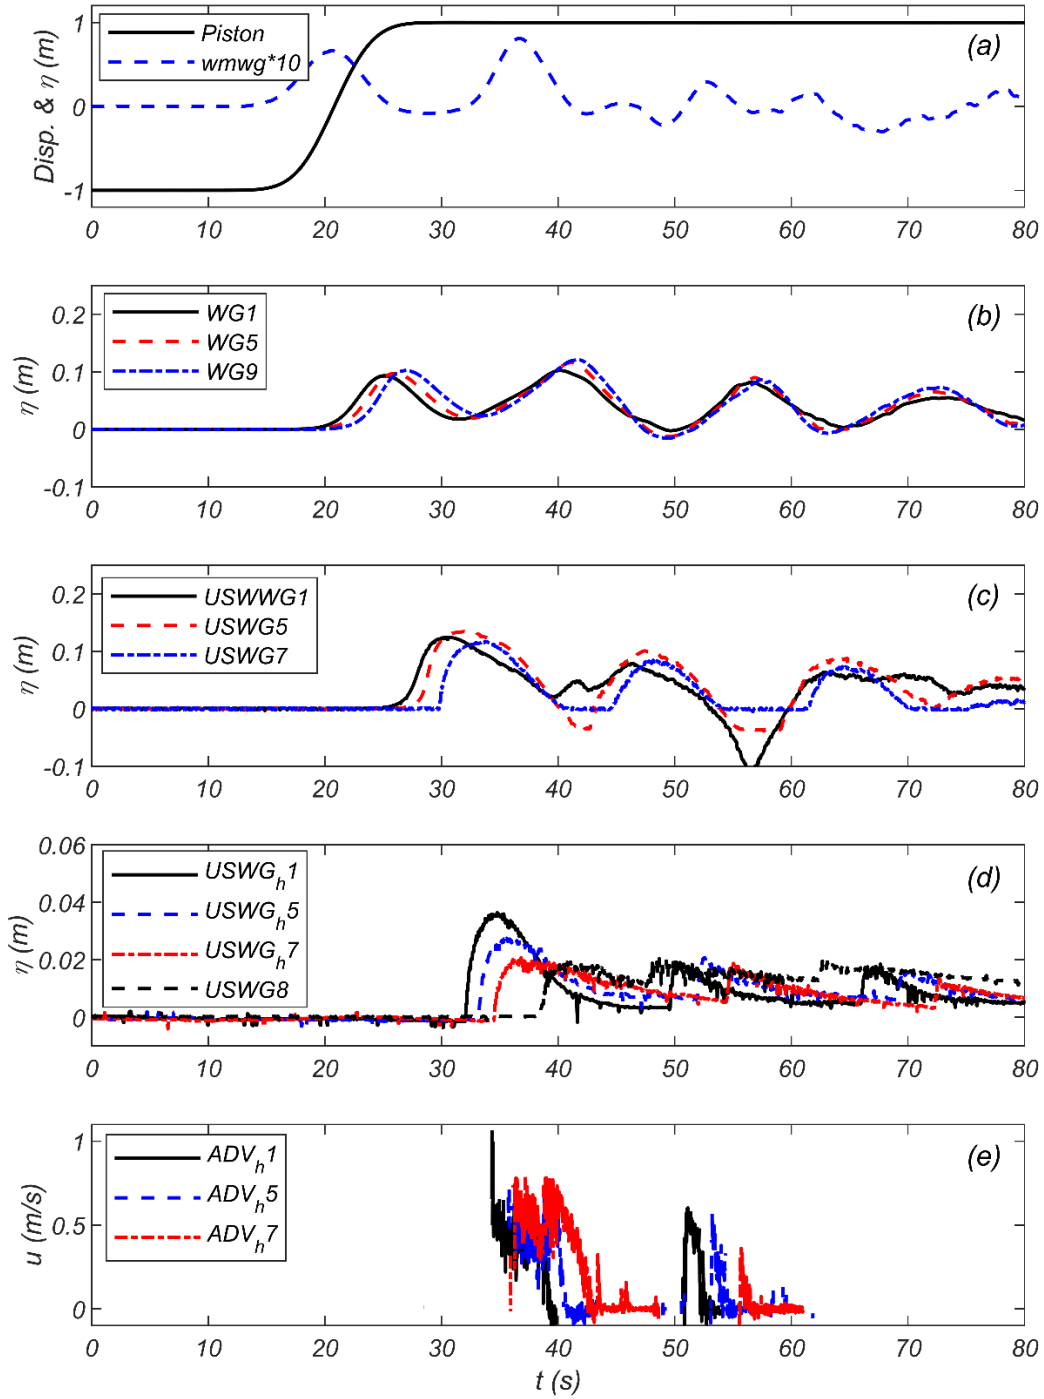 1
0
-1
Disp. & η (m)
Piston
wmwg*10
(a)
0 10 20 30 40 50 60 70 80
0.2
0.1
0
-0.1
η (m)
WG1
WG5
WG9
(b)
0 10 20 30 40 50 60 70 80
0.2
0.1
0
-0.1
η (m)
USWWG1
USWG5
USWG7
(c)
0 10 20 30 40 50 60 70 80
0.06
0.04
0.02
0
η (m)
USWGh1
USWGh5
USWGh7
USWG8
(d)
0 10 20 30 40 50 60 70 80
1
0.5
0
u (m/s)
ADVh1
ADVh5
ADVh7
(e)
0 10 20 30 40 50 60 70 80
t (s)